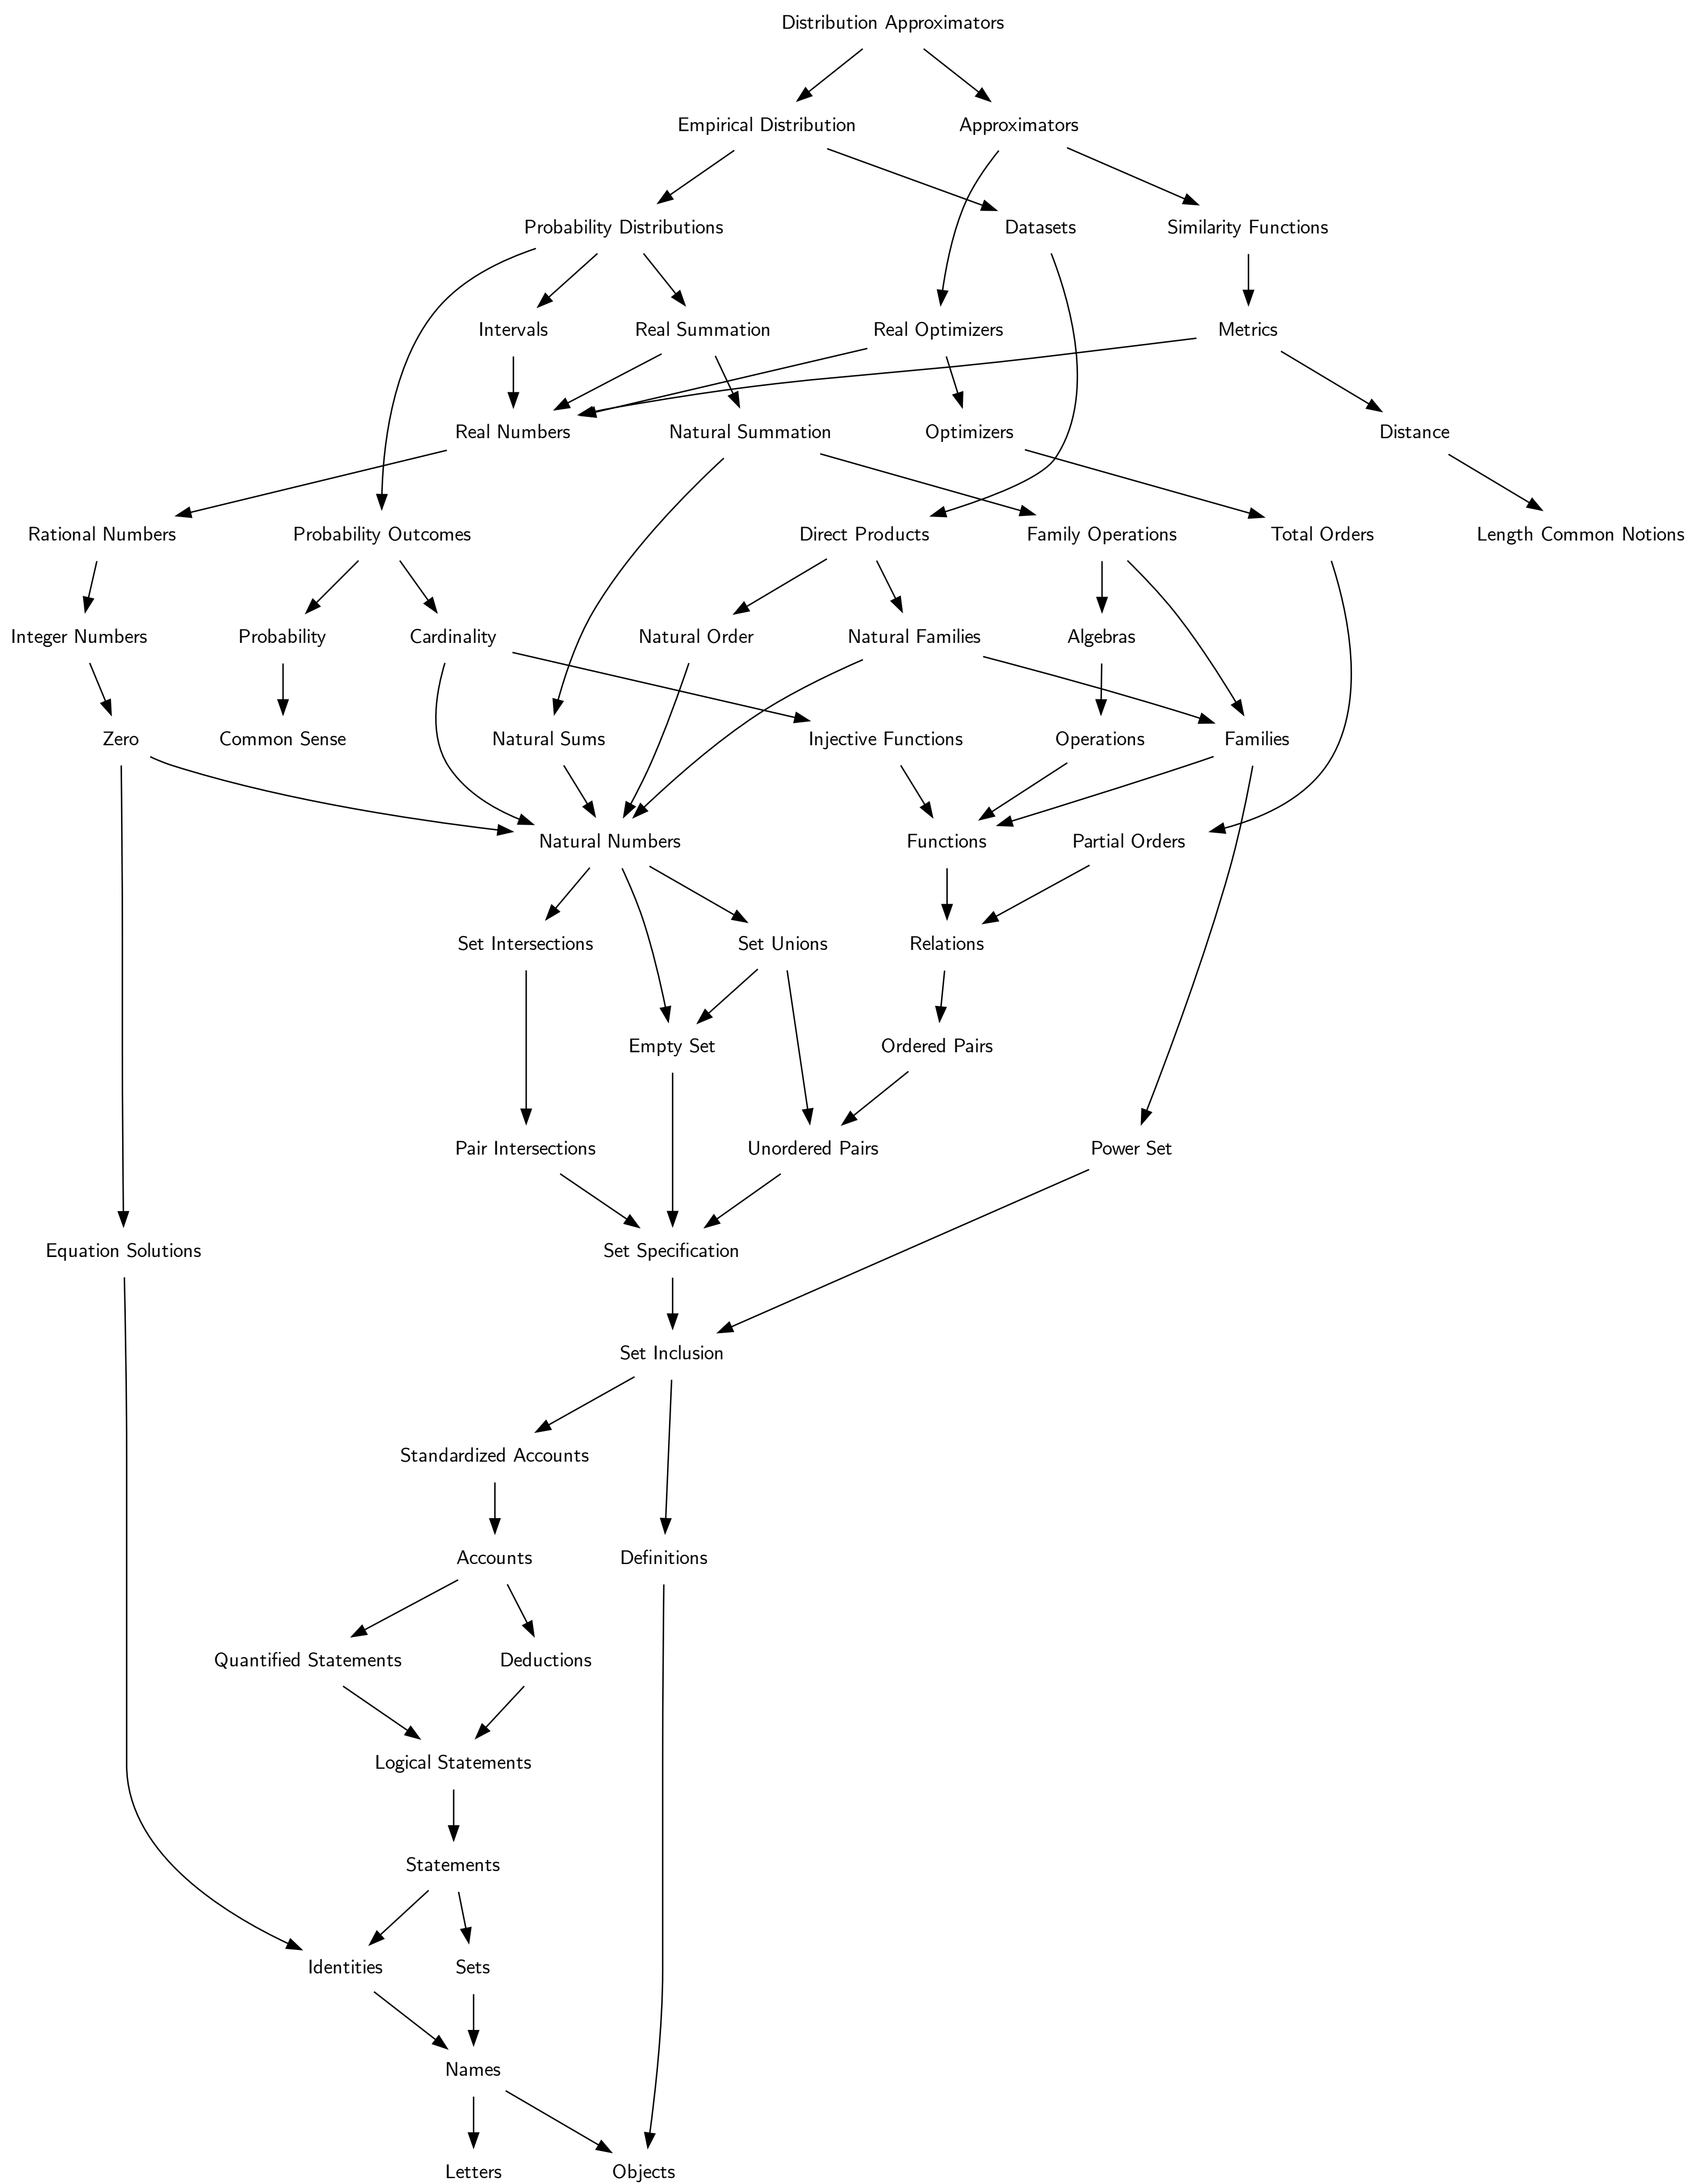 Distribution Approximators
Empirical Distribution
Approximators
Probability Distributions
Datasets
Similarity Functions
Intervals
Real Summation
Real Optimizers
Metrics
Real Numbers
Natural Summation
Optimizers
Distance
Rational Numbers
Probability Outcomes
Direct Products
Family Operations
Total Orders
Length Common Notions
Integer Numbers
Probability
Cardinality
Natural Order
Natural Families
Algebras
Zero
Common Sense
Natural Sums
Injective Functions
Operations
Families
Natural Numbers
Functions
Partial Orders
Set Intersections
Set Unions
Relations
Empty Set
Ordered Pairs
Pair Intersections
Unordered Pairs
Power Set
Equation Solutions
Set Specification
Set Inclusion
Standardized Accounts
Accounts
Definitions
Quantified Statements
Deductions
Logical Statements
Statements
Identities
Sets
Names
Letters
Objects